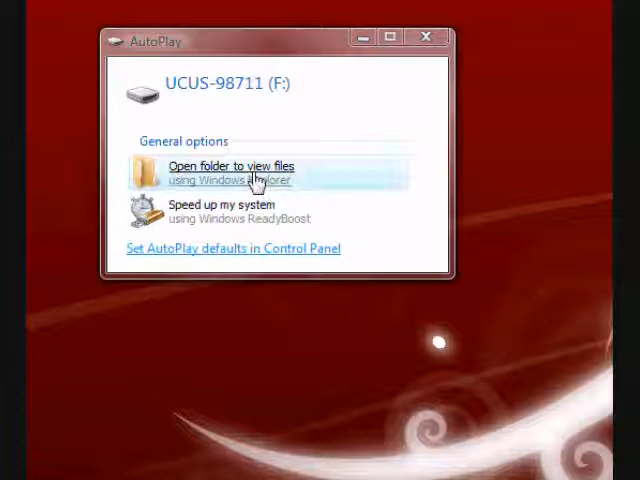 AutoPlay
UCUS-98711 (F:)
General options
Open folder to view files
using Windows Explorer
Speed up my system
using Windows ReadyBoost
Set AutoPlay defaults in Control Panel